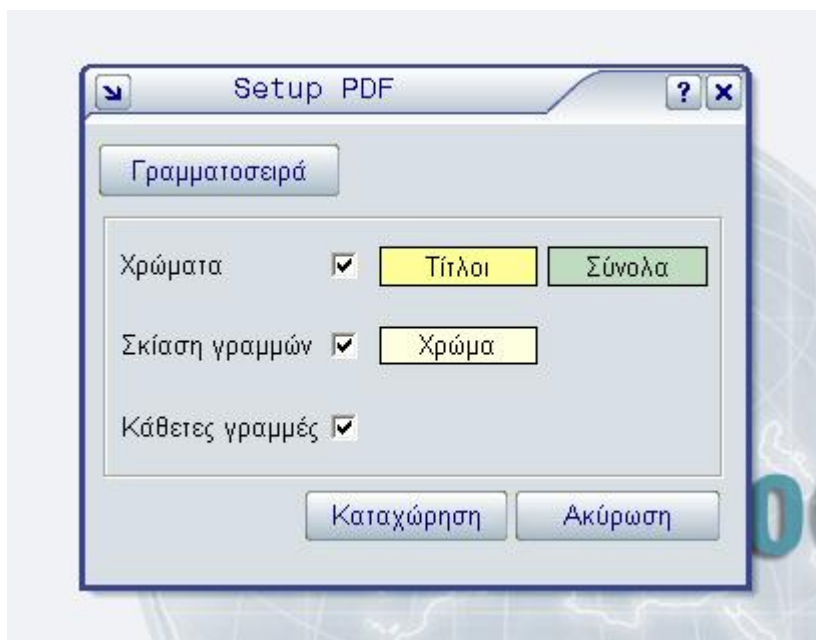 Setup PDF ? X
Γραμματοσειρά
Χρώματα Τίτλοι Σύνολα
Σκίαση γραμμών Χρώμα
Κάθετες γραμμές
Καταχώρηση Ακύρωση